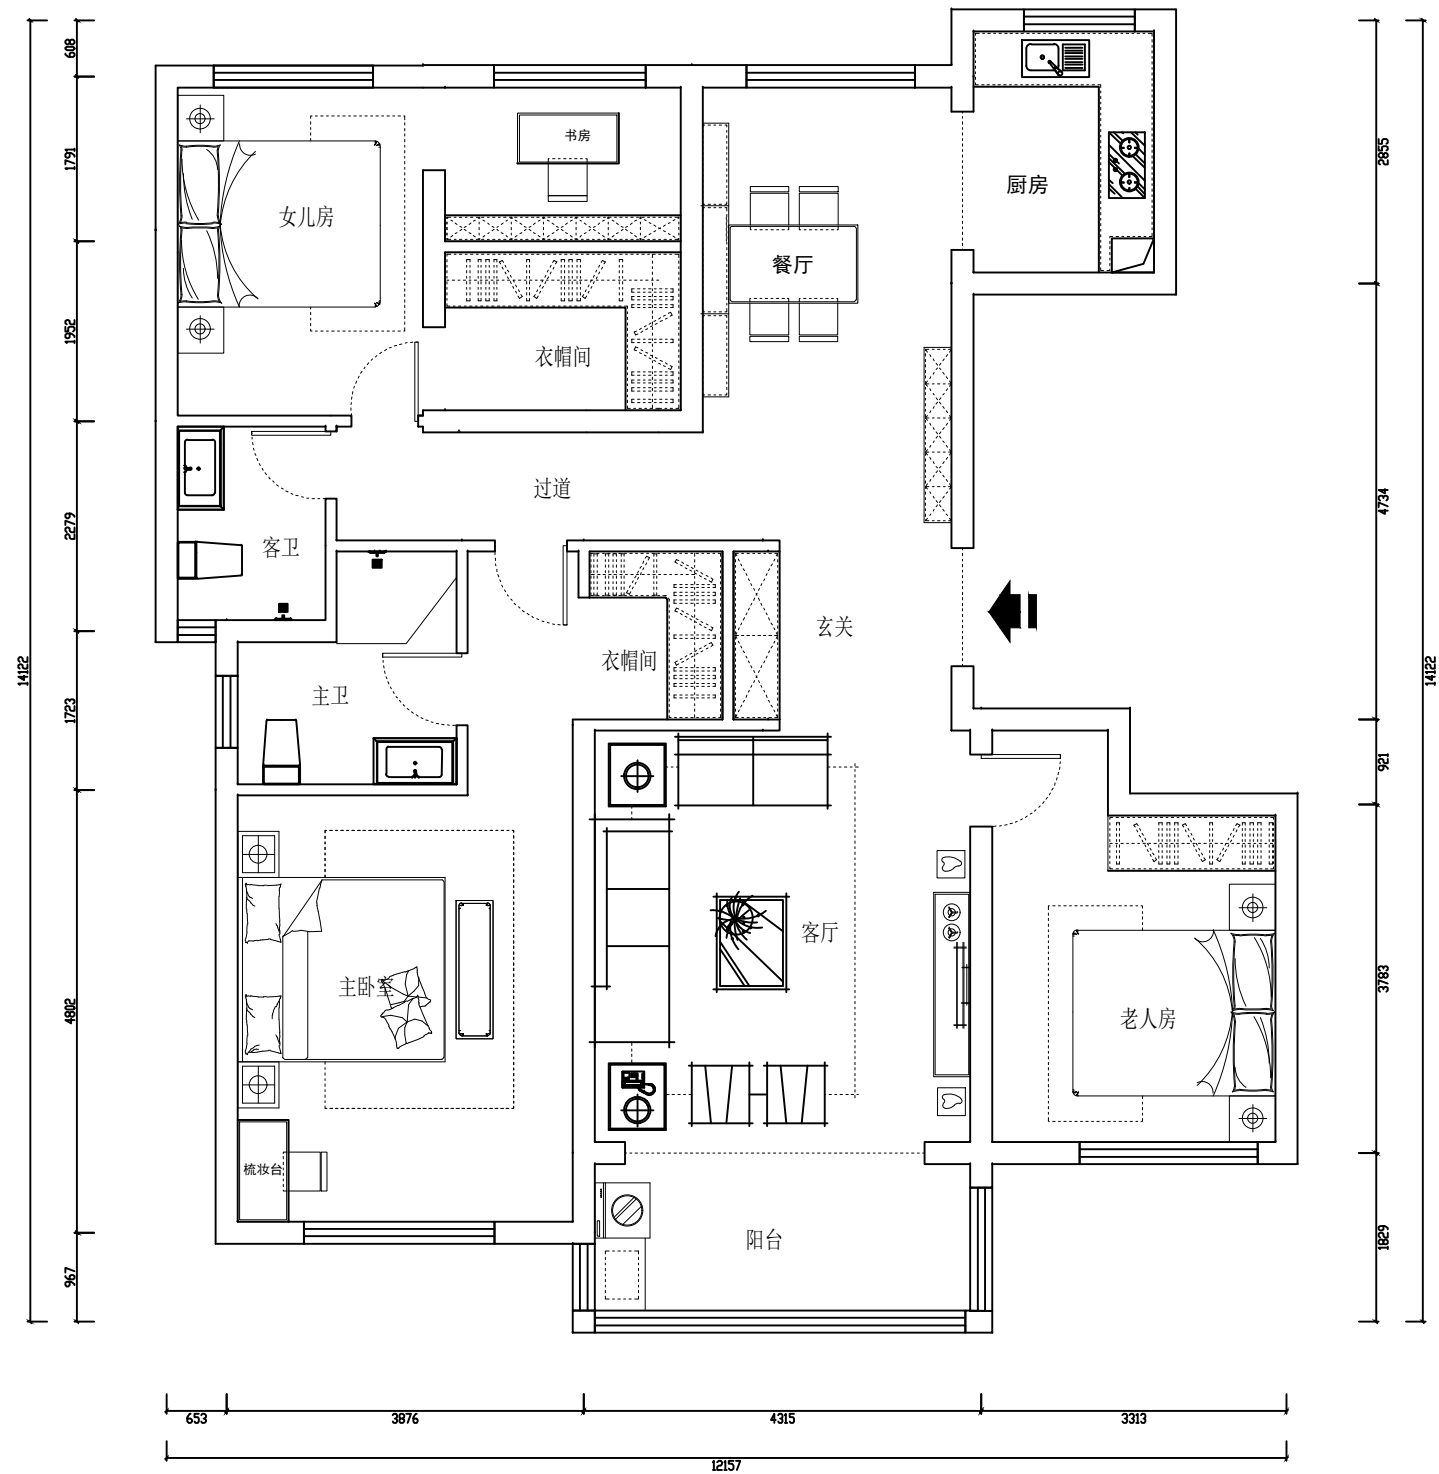 608
书房
1791
2855
厨房
女儿房
餐厅
1952
衣帽间
过道
4734
2279
客卫
玄关
衣帽间
14122
14122
主卫
1723
921
客厅
3783
主卧室
4802
老人房
梳妆台
阳台
1829
967
653
3876
4315
3313
12157